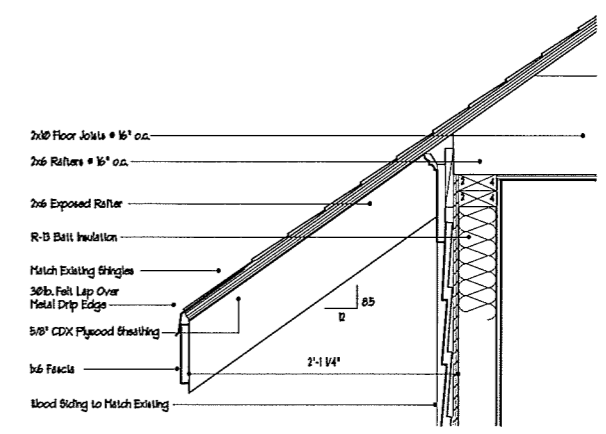 2x10 Floor Joists @ 16" o.c.
2x6 Rafters @ 16" o.c.
2x6 Exposed Rafter
R-13 Batt Insulation
Match Existing Shingles
30lb. Felt Lap Over
Metal Drip Edge
5/8" CDX Plywood Sheathing
8.5
12
1x6 Fascia
2'-1 1/4"
Wood Siding to Match Existing